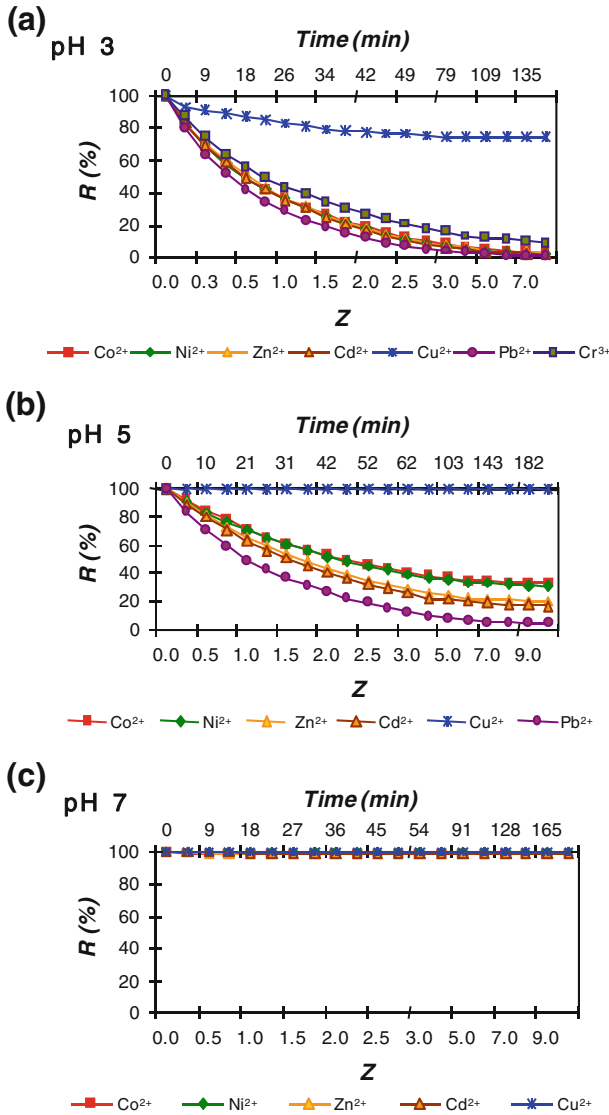 (a)
pH 3
Time (min)
0 9 18 26 34 42 49 79 109 135
100
80
60
40
20
0
R (%)
0.0 0.3 0.5 1.0 1.5 2.0 2.5 3.0 5.0 7.0
Z
Co²⁺ Ni²⁺ Zn²⁺ Cd²⁺ Cu²⁺ Pb²⁺ Cr³⁺
(b)
pH 5
Time (min)
0 10 21 31 42 52 62 103 143 182
100
80
60
40
20
0
R (%)
0.0 0.5 1.0 1.5 2.0 2.5 3.0 5.0 7.0 9.0
Z
Co²⁺ Ni²⁺ Zn²⁺ Cd²⁺ Cu²⁺ Pb²⁺
(c)
pH 7
Time (min)
0 9 18 27 36 45 54 91 128 165
100
80
60
40
20
0
R (%)
0.0 0.5 1.0 1.5 2.0 2.5 3.0 5.0 7.0 9.0
Z
Co²⁺ Ni²⁺ Zn²⁺ Cd²⁺ Cu²⁺